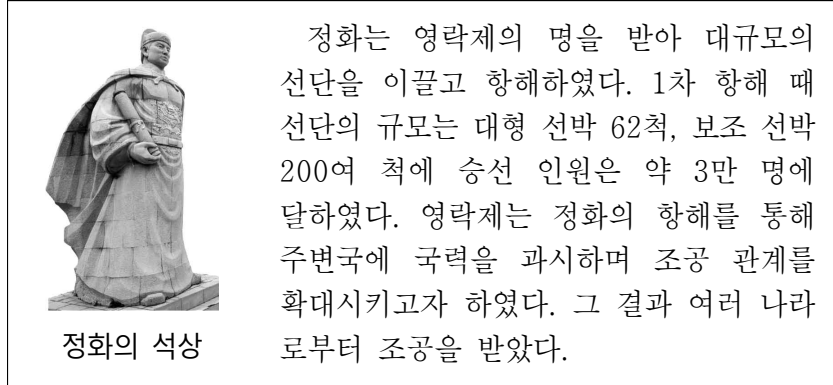 정화는 영락제의 명을 받아 대규모의
선단을 이끌고 항해하였다. 1차 항해 때
선단의 규모는 대형 선박 62척, 보조 선박
200여 척에 승선 인원은 약 3만 명에
달하였다. 영락제는 정화의 항해를 통해
주변국에 국력을 과시하며 조공 관계를
확대시키고자 하였다. 그 결과 여러 나라
로부터 조공을 받았다.
정화의 석상